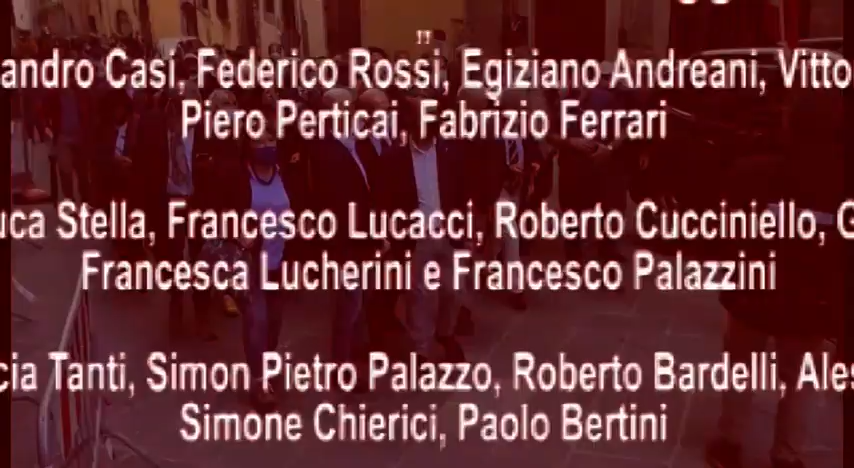 "
andro Casi, Federico Rossi, Egiziano Andreani, Vitto
Piero Perticai, Fabrizio Ferrari
uca Stella, Francesco Lucacci, Roberto Cucciniello, G
Francesca Lucherini e Francesco Palazzini
cia Tanti, Simon Pietro Palazzo, Roberto Bardelli, Ales
Simone Chierici, Paolo Bertini